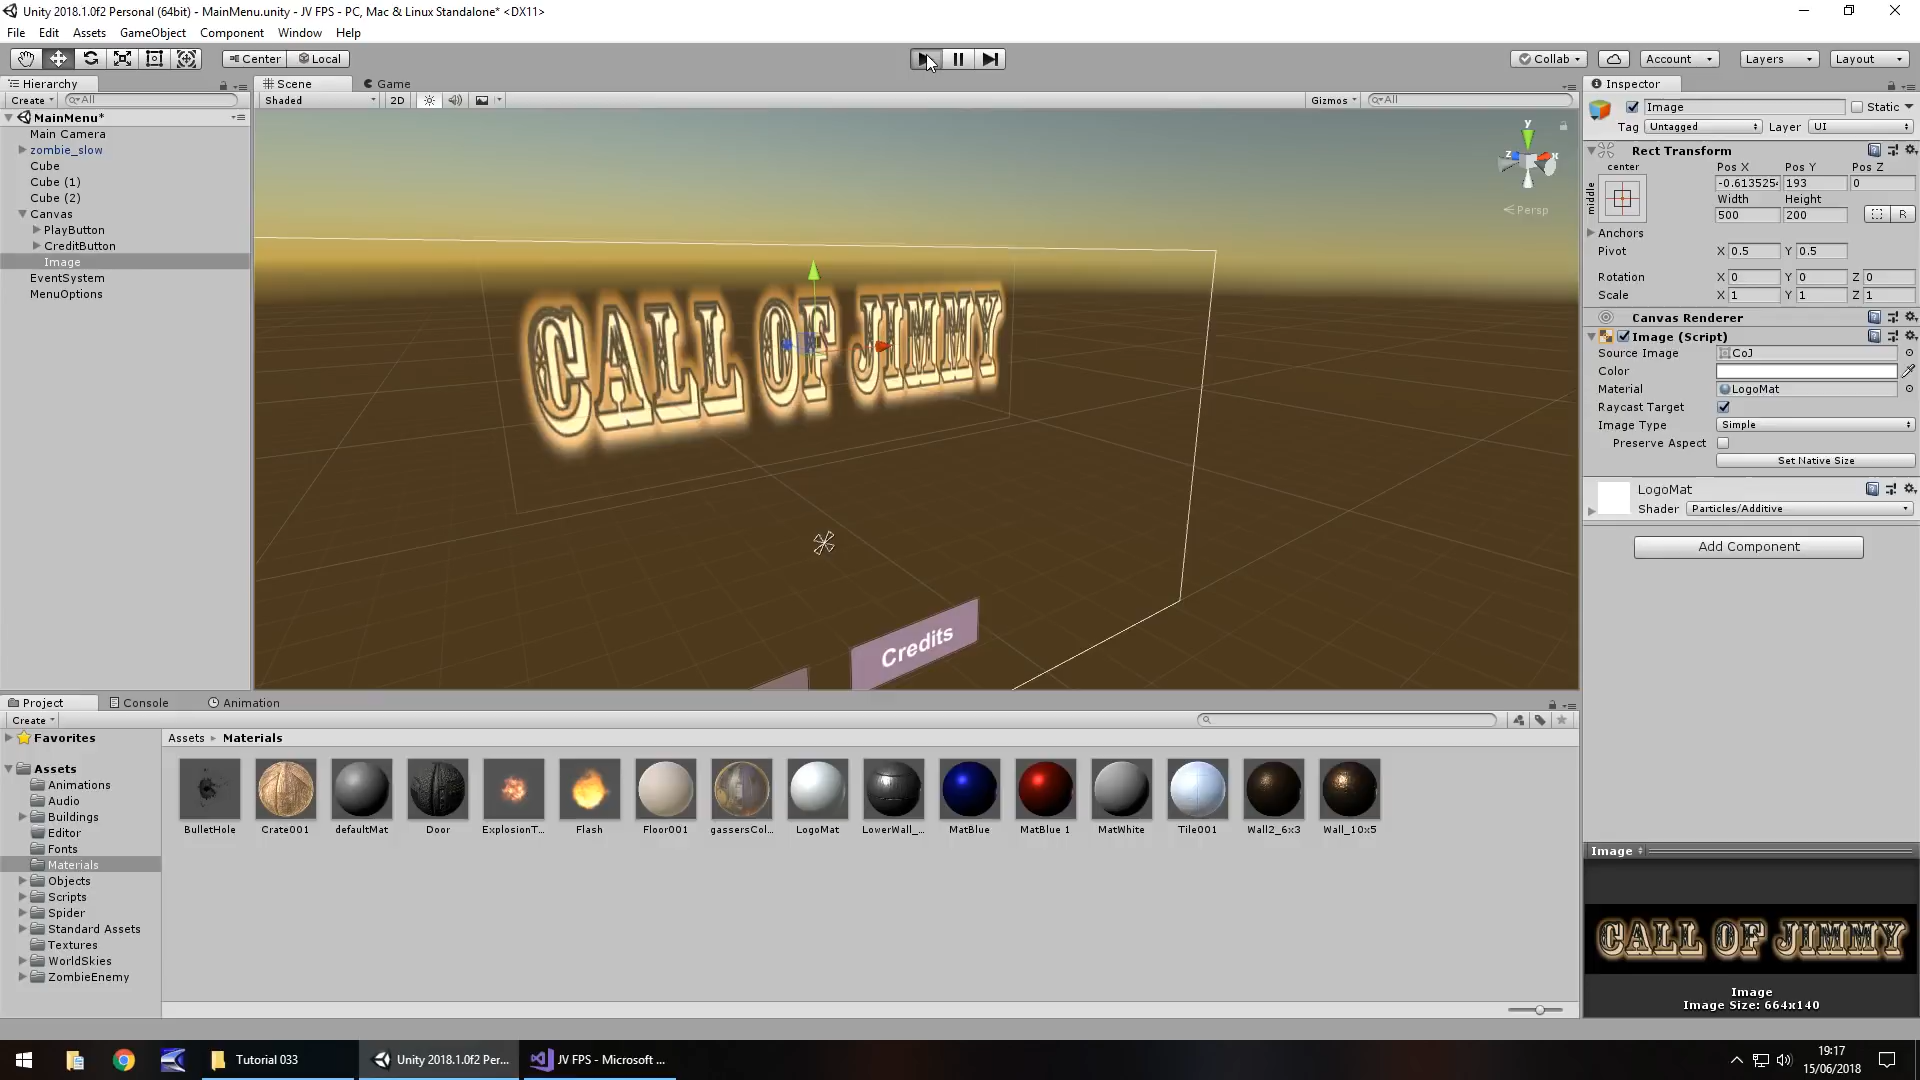 Unity 2018.1.0f2 Personal (64bit) - MainMenu.unity - JV FPS - PC, Mac & Linux Standalone* <DX11>
File Edit Assets GameObject Component Window Help
Center Local Collab Account Layers Layout
Hierarchy Scene Game Inspector
Create All Shaded 2D Gizmos All
MainMenu*
Main Camera
zombie_slow
Cube
Cube (1)
Cube (2)
Canvas
PlayButton
CreditButton
Image
EventSystem
MenuOptions
y
z x
Persp
CALL OF JIMMY
Credits
Image Static
Tag Untagged Layer UI
Rect Transform
center Pos X Pos Y Pos Z
middle -0.613525 193 0
Width Height
500 200 R
Anchors
Pivot X 0.5 Y 0.5
Rotation X 0 Y 0 Z 0
Scale X 1 Y 1 Z 1
Canvas Renderer
Image (Script)
Source Image CoJ
Color
Material LogoMat
Raycast Target
Image Type Simple
Preserve Aspect
Set Native Size
LogoMat
Shader Particles/Additive
Add Component
Project Console Animation
Create
Favorites
Assets
Animations
Audio
Buildings
Editor
Fonts
Materials
Objects
Scripts
Spider
Standard Assets
Textures
WorldSkies
ZombieEnemy
Assets Materials
BulletHole Crate001 defaultMat Door ExplosionT... Flash Floor001 gassersCol... LogoMat LowerWall_... MatBlue MatBlue 1 MatWhite Tile001 Wall2_6x3 Wall_10x5
Image
CALL OF JIMMY
Image
Image Size: 664x140
Tutorial 033 Unity 2018.1.0f2 Per... JV FPS - Microsoft ...
19:17
15/06/2018